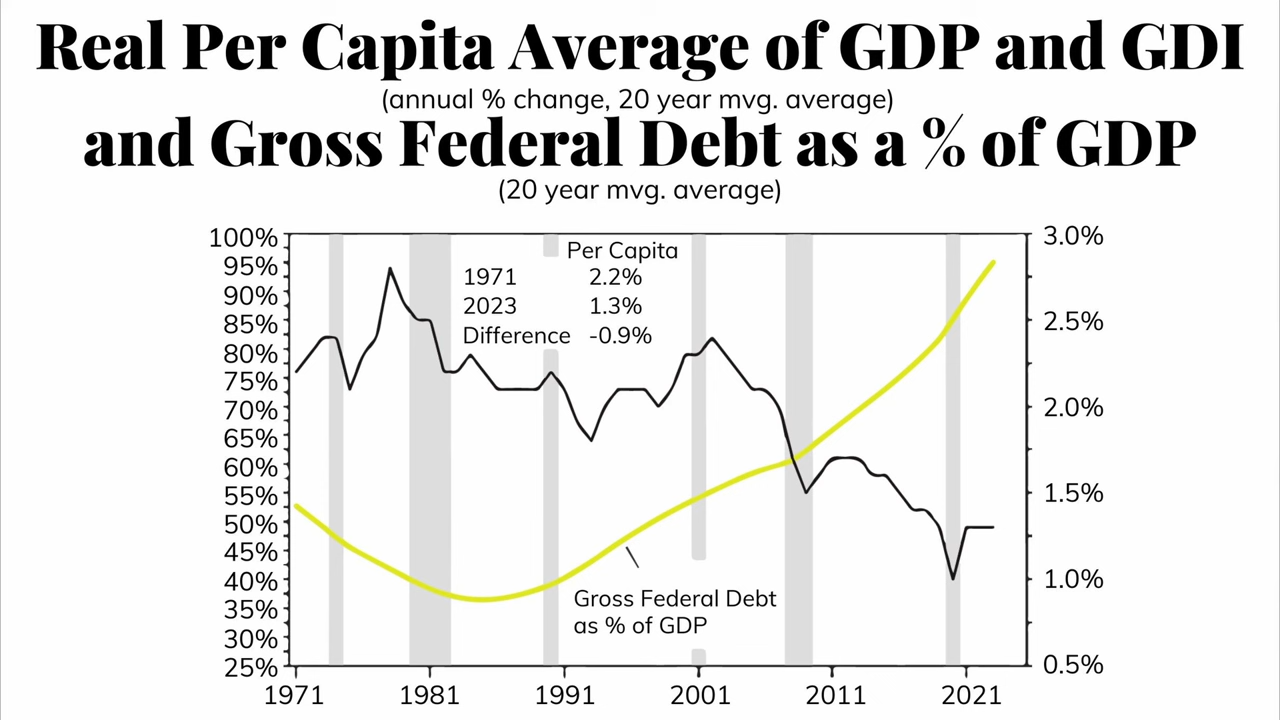 Real Per Capita Average of GDP and GDI
(annual % change, 20 year mvg. average)
and Gross Federal Debt as a % of GDP
(20 year mvg. average)
100%
95%
90%
85%
80%
75%
70%
65%
60%
55%
50%
45%
40%
35%
30%
25%
Per Capita
1971 2.2%
2023 1.3%
Difference -0.9%
Gross Federal Debt
as % of GDP
3.0%
2.5%
2.0%
1.5%
1.0%
0.5%
1971 1981 1991 2001 2011 2021